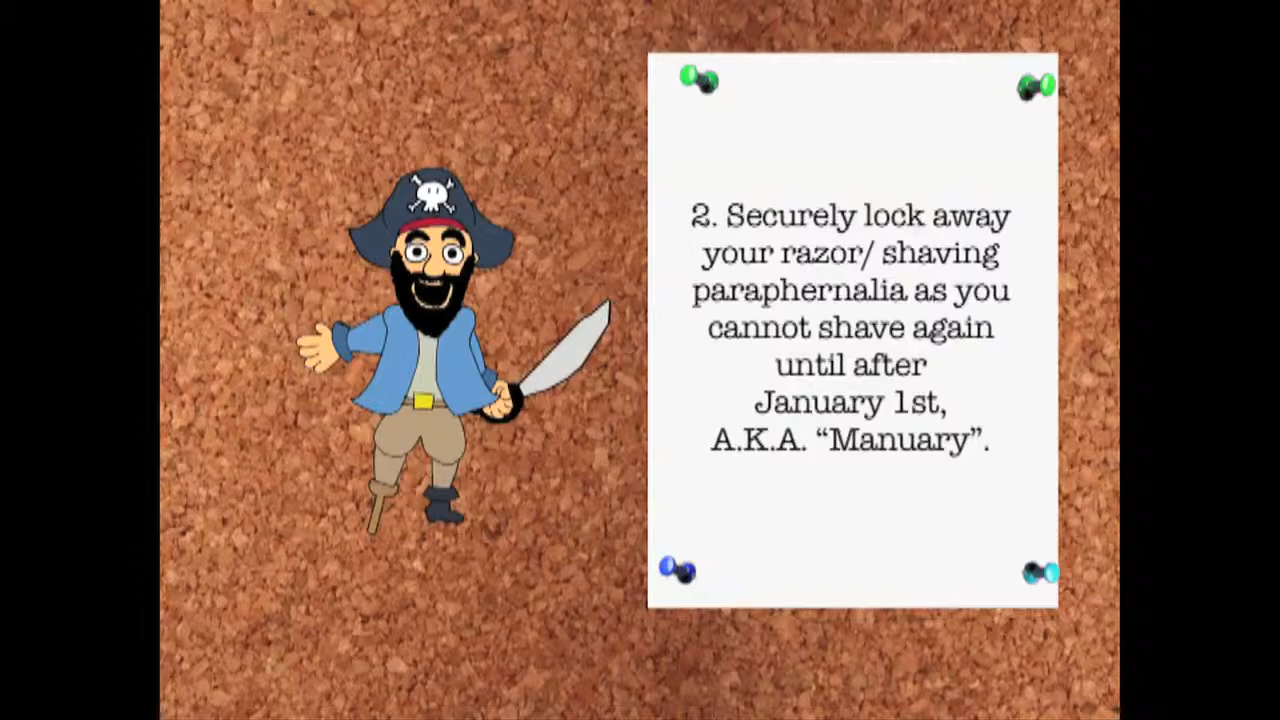 2. Securely lock away
your razor/ shaving
paraphernalia as you
cannot shave again
until after
January 1st,
A.K.A. “Manuary”.